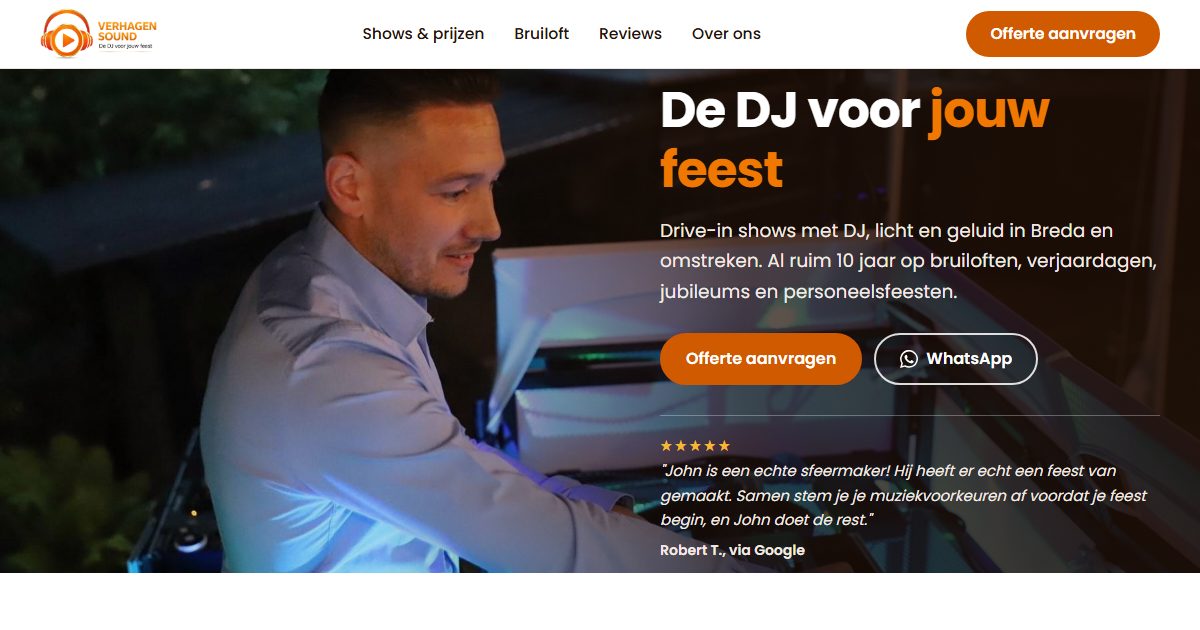 VERHAGEN
SOUND
De DJ voor jouw feest
Shows & prijzen
Bruiloft
Reviews
Over ons
Offerte aanvragen
De DJ voor jouw
feest
Drive-in shows met DJ, licht en geluid in Breda en
omstreken. Al ruim 10 jaar op bruiloften, verjaardagen,
jubileums en personeelsfeesten.
Offerte aanvragen
WhatsApp
★★★★★
"John is een echte sfeermaker! Hij heeft er echt een feest van
gemaakt. Samen stem je je muziekvoorkeuren af voordat je feest
begin, en John doet de rest."
Robert T., via Google